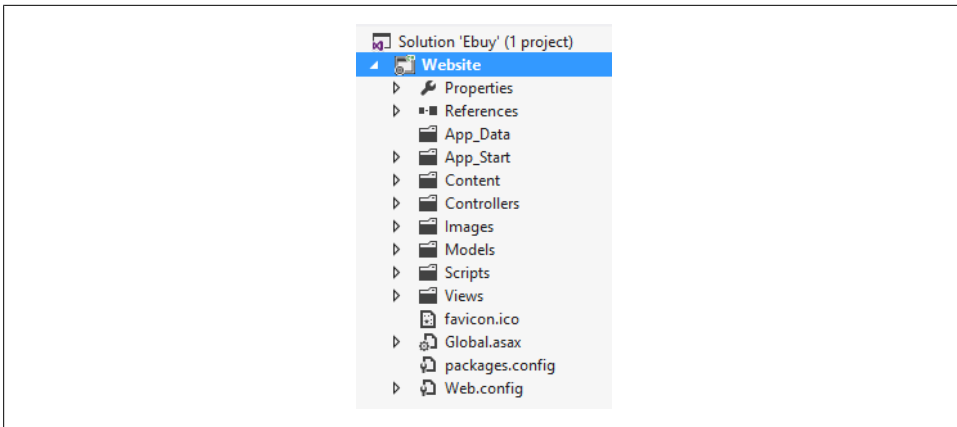 Solution 'Ebuy' (1 project)
Website
Properties
References
App_Data
App_Start
Content
Controllers
Images
Models
Scripts
Views
favicon.ico
Global.asax
packages.config
Web.config